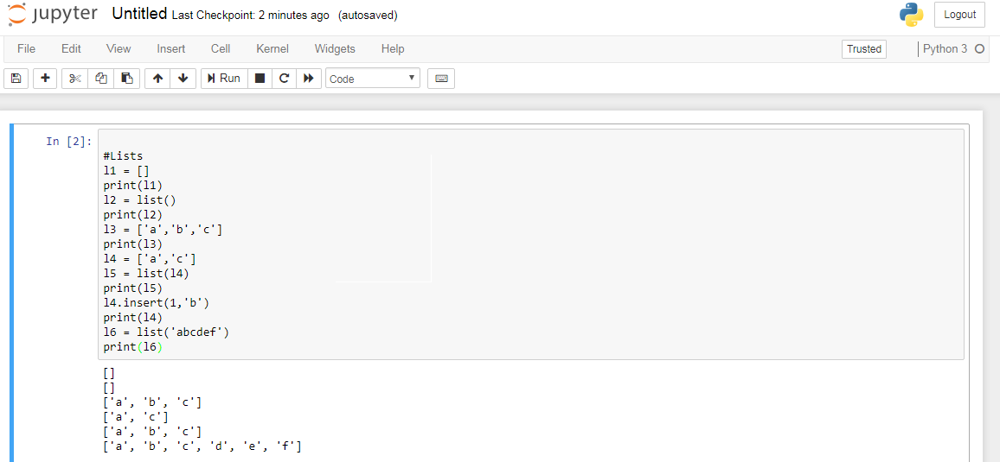 jupyter Untitled Last Checkpoint: 2 minutes ago (autosaved)
Logout
File Edit View Insert Cell Kernel Widgets Help Trusted Python 3
Run Code
In [2]:
#Lists
l1 = []
print(l1)
l2 = list()
print(l2)
l3 = ['a','b','c']
print(l3)
l4 = ['a','c']
l5 = list(l4)
print(l5)
l4.insert(1,'b')
print(l4)
l6 = list('abcdef')
print(l6)
[]
[]
['a', 'b', 'c']
['a', 'c']
['a', 'b', 'c']
['a', 'b', 'c', 'd', 'e', 'f']